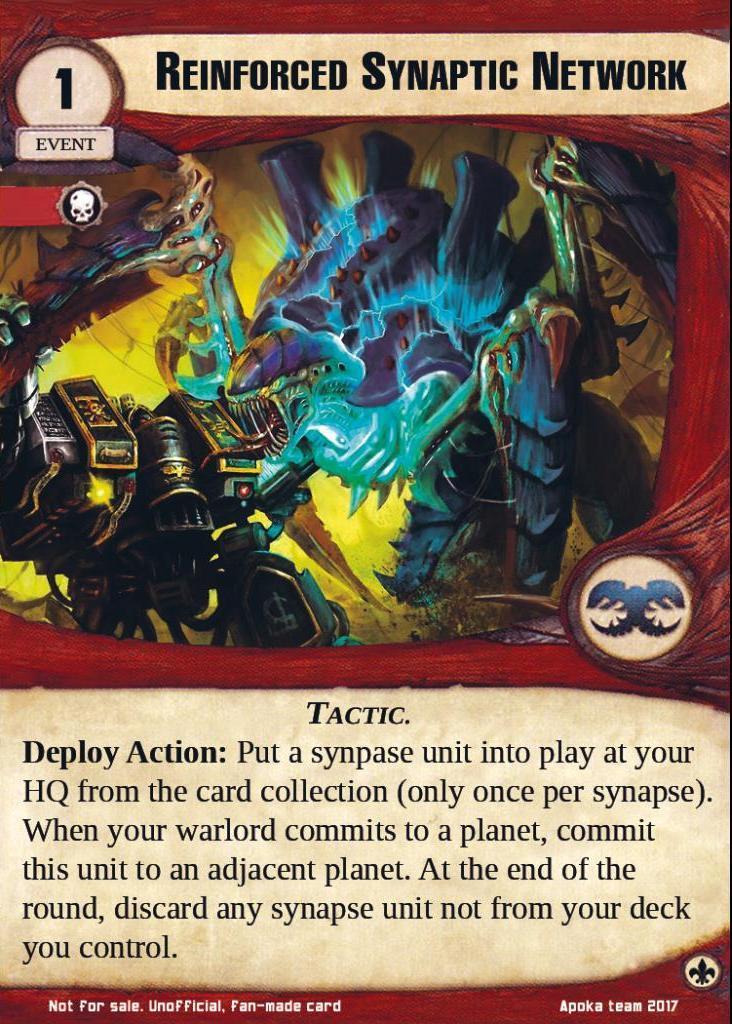 1
Reinforced Synaptic Network
EVENT
Tactic.
Deploy Action: Put a synpase unit into play at your
HQ from the card collection (only once per synapse).
When your warlord commits to a planet, commit
this unit to an adjacent planet. At the end of the
round, discard any synapse unit not from your deck
you control.
Not for sale. Unofficial, fan-made card
Apoka team 2017